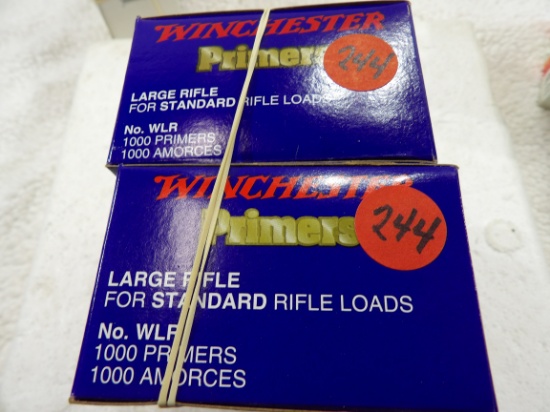 WINCHESTER
Primers
244
LARGE RIFLE
FOR STANDARD RIFLE LOADS
No. WLR
1000 PRIMERS
1000 AMORCES
WINCHESTER
Primers
244
LARGE RIFLE
FOR STANDARD RIFLE LOADS
No. WLR
1000 PRIMERS
1000 AMORCES